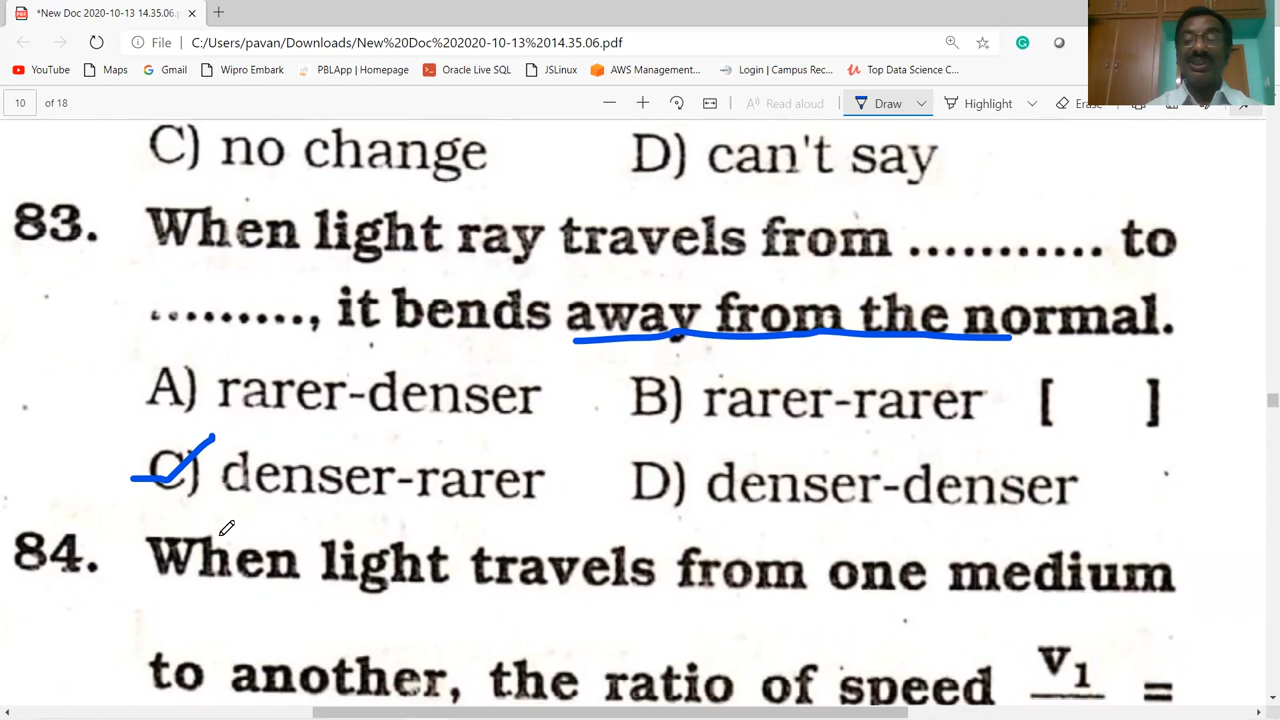 *New Doc 2020-10-13 14.35.06.p
File C:/Users/pavan/Downloads/New%20Doc%202020-10-13%2014.35.06.pdf
YouTube Maps Gmail Wipro Embark PBLApp | Homepage Oracle Live SQL JSLinux AWS Management... Login | Campus Rec... Top Data Science C...
10 of 18 Read aloud Draw Highlight Erase
C) no change D) can't say
83. When light ray travels from ........... to
.........., it bends away from the normal.
A) rarer-denser B) rarer-rarer [ ]
C) denser-rarer D) denser-denser
84. When light travels from one medium
to another, the ratio of speed v1 =